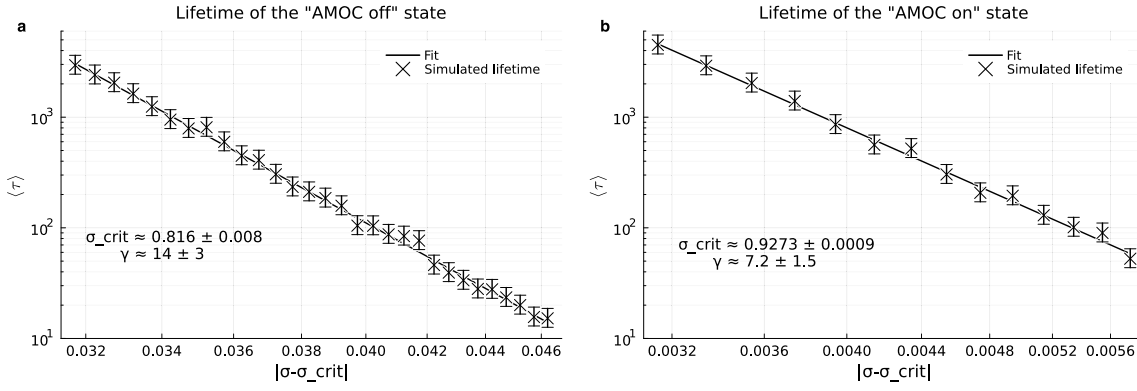 Lifetime of the "AMOC off" state
a
Fit
Simulated lifetime
10³
10²
10¹
⟨τ⟩
σ_crit ≈ 0.816 ± 0.008
γ ≈ 14 ± 3
0.032
0.034
0.036
0.038
0.040
0.042
0.044
0.046
|σ-σ_crit|
Lifetime of the "AMOC on" state
b
Fit
Simulated lifetime
10³
10²
10¹
⟨τ⟩
σ_crit ≈ 0.9273 ± 0.0009
γ ≈ 7.2 ± 1.5
0.0032
0.0036
0.0040
0.0044
0.0048
0.0052
0.0056
|σ-σ_crit|